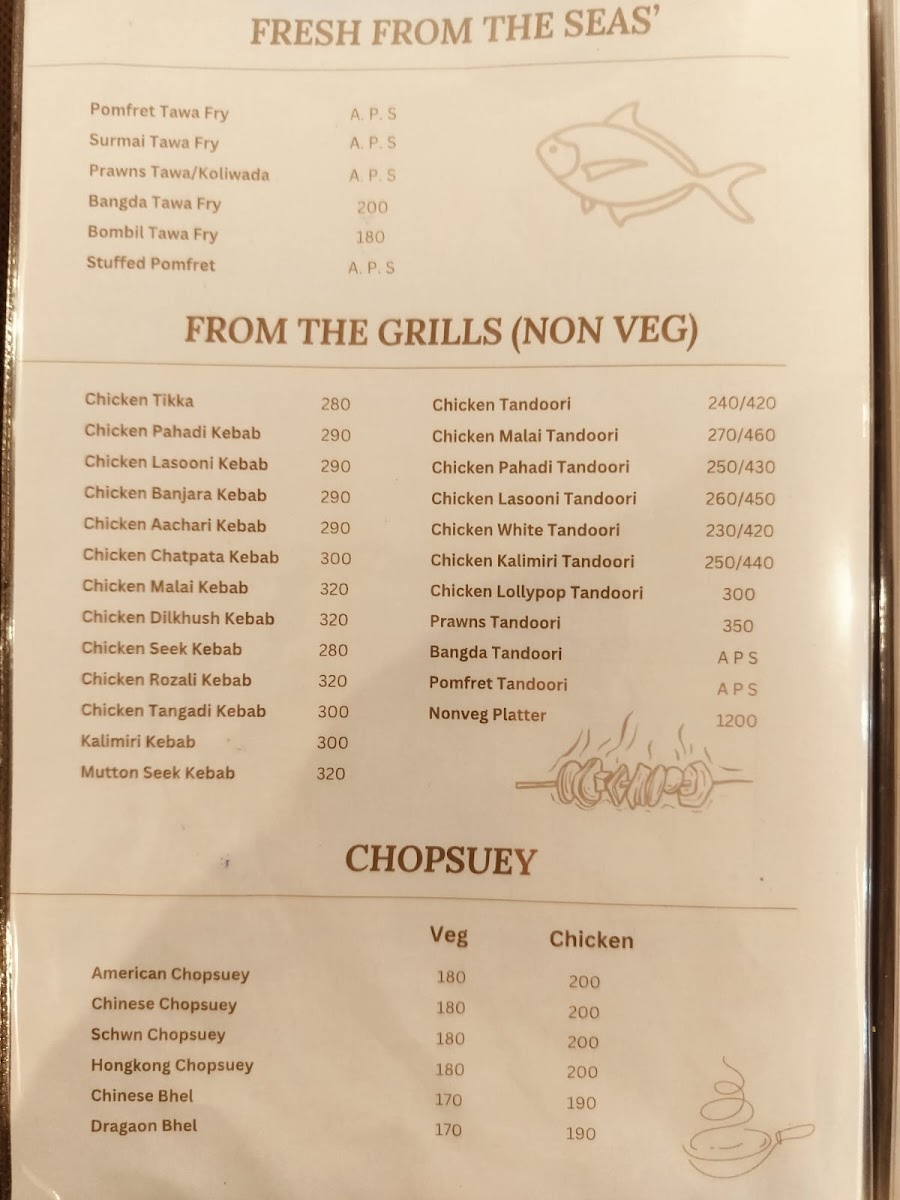 FRESH FROM THE SEAS’
Pomfret Tawa Fry A. P. S
Surmai Tawa Fry A. P. S
Prawns Tawa/Koliwada A. P. S
Bangda Tawa Fry 200
Bombil Tawa Fry 180
Stuffed Pomfret A. P. S
FROM THE GRILLS (NON VEG)
Chicken Tikka 280
Chicken Pahadi Kebab 290
Chicken Lasooni Kebab 290
Chicken Banjara Kebab 290
Chicken Aachari Kebab 290
Chicken Chatpata Kebab 300
Chicken Malai Kebab 320
Chicken Dilkhush Kebab 320
Chicken Seek Kebab 280
Chicken Rozali Kebab 320
Chicken Tangadi Kebab 300
Kalimiri Kebab 300
Mutton Seek Kebab 320
Chicken Tandoori 240/420
Chicken Malai Tandoori 270/460
Chicken Pahadi Tandoori 250/430
Chicken Lasooni Tandoori 260/450
Chicken White Tandoori 230/420
Chicken Kalimiri Tandoori 250/440
Chicken Lollypop Tandoori 300
Prawns Tandoori 350
Bangda Tandoori A P S
Pomfret Tandoori A P S
Nonveg Platter 1200
CHOPSUEY
Veg Chicken
American Chopsuey 180 200
Chinese Chopsuey 180 200
Schwn Chopsuey 180 200
Hongkong Chopsuey 180 200
Chinese Bhel 170 190
Dragaon Bhel 170 190